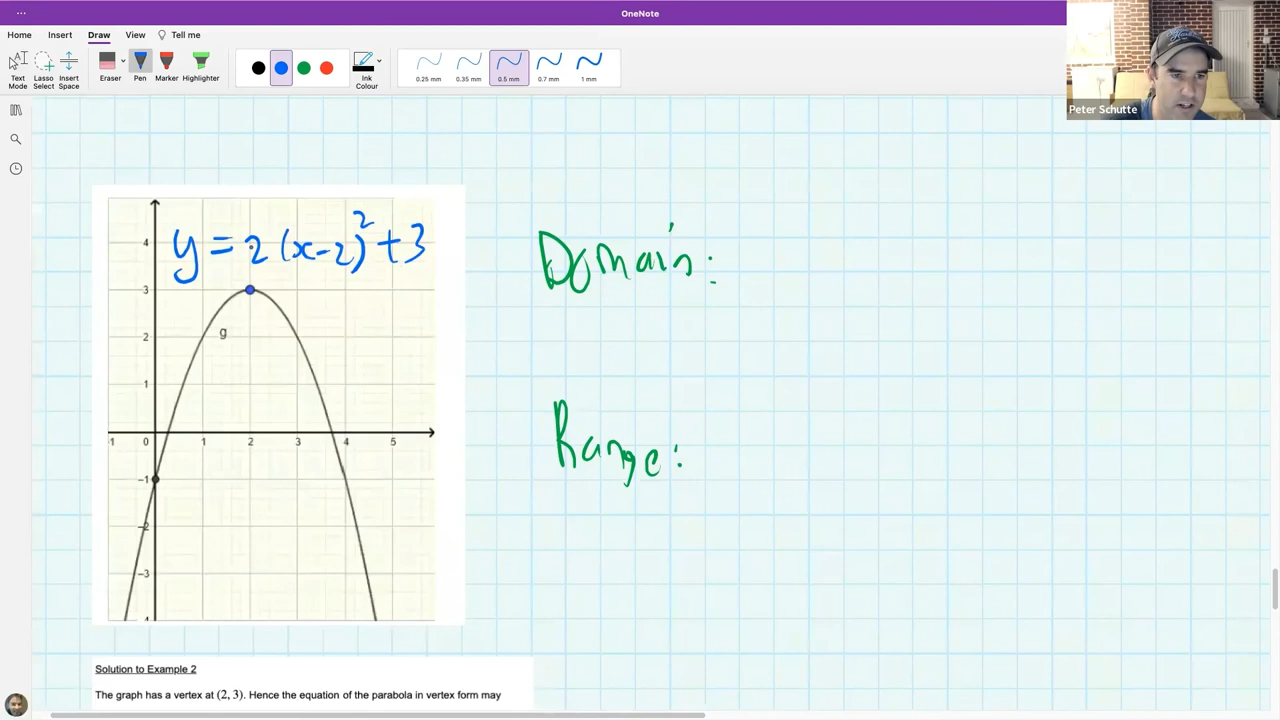 OneNote
Home Insert Draw View Tell me
Text Mode
Lasso Select
Insert Space
Eraser
Pen
Marker
Highlighter
0.25 mm
0.35 mm
0.5 mm
0.7 mm
1 mm
Colour
Peter Schutte
y = 2 (x-2)² + 3
Domain:
4
3
g
2
1
-1 0 1 2 3 4 5
Range:
-1
-2
-3
Solution to Example 2
The graph has a vertex at (2, 3). Hence the equation of the parabola in vertex form may